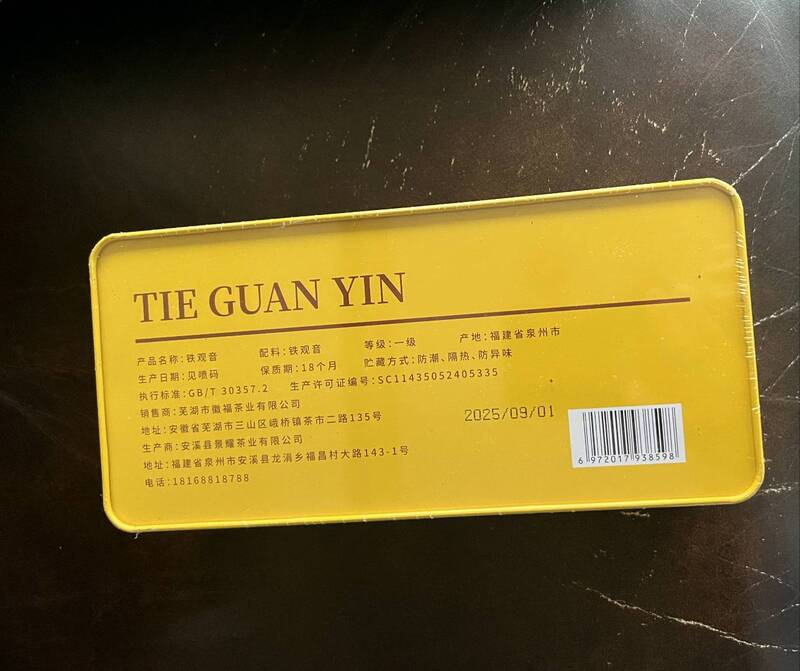 TIE GUAN YIN
产品名称:铁观音 配料:铁观音 等级:一级 产地:福建省泉州市
生产日期:见喷码 保质期:18个月 贮藏方式:防潮、隔热、防异味
执行标准:GB/T 30357.2 生产许可证编号:SC11435052405335
销售商:芜湖市徽福茶业有限公司
地址:安徽省芜湖市三山区峨桥镇茶市二路135号
生产商:安溪县景耀茶业有限公司
地址:福建省泉州市安溪县龙涓乡福昌村大路143-1号
电话:18168818788
2025/09/01
6 972017 938598